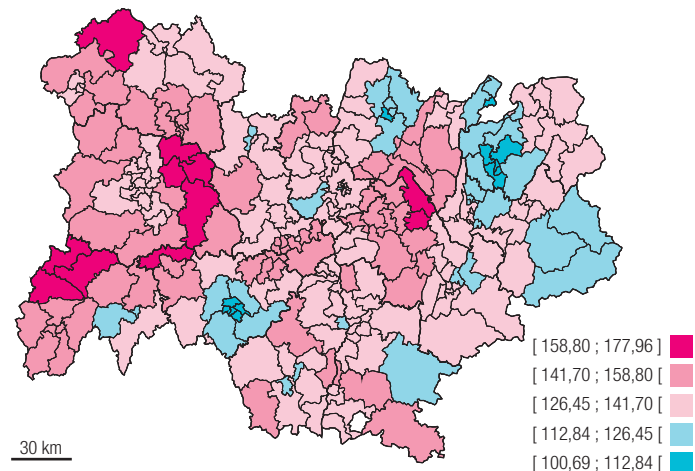 [ 158,80 ; 177,96 ]
[ 141,70 ; 158,80 [
[ 126,45 ; 141,70 [
[ 112,84 ; 126,45 [
[ 100,69 ; 112,84 [
30 km